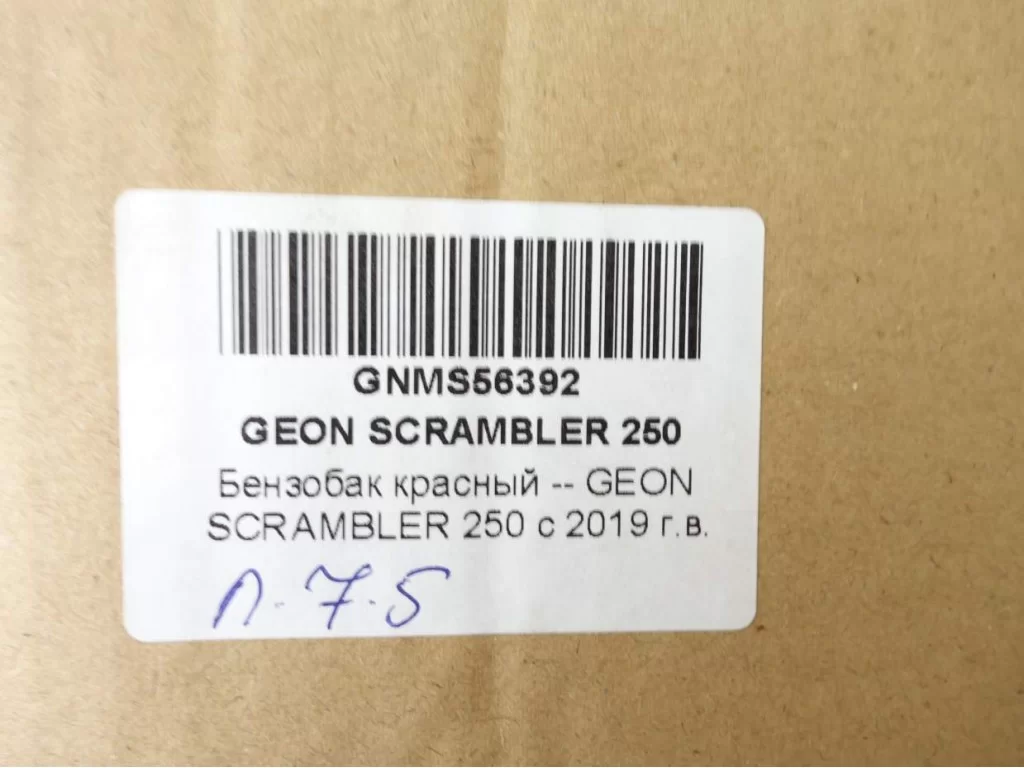 GNMS56392
GEON SCRAMBLER 250
Бензобак красный -- GEON
SCRAMBLER 250 с 2019 г.в.
Л-7-5